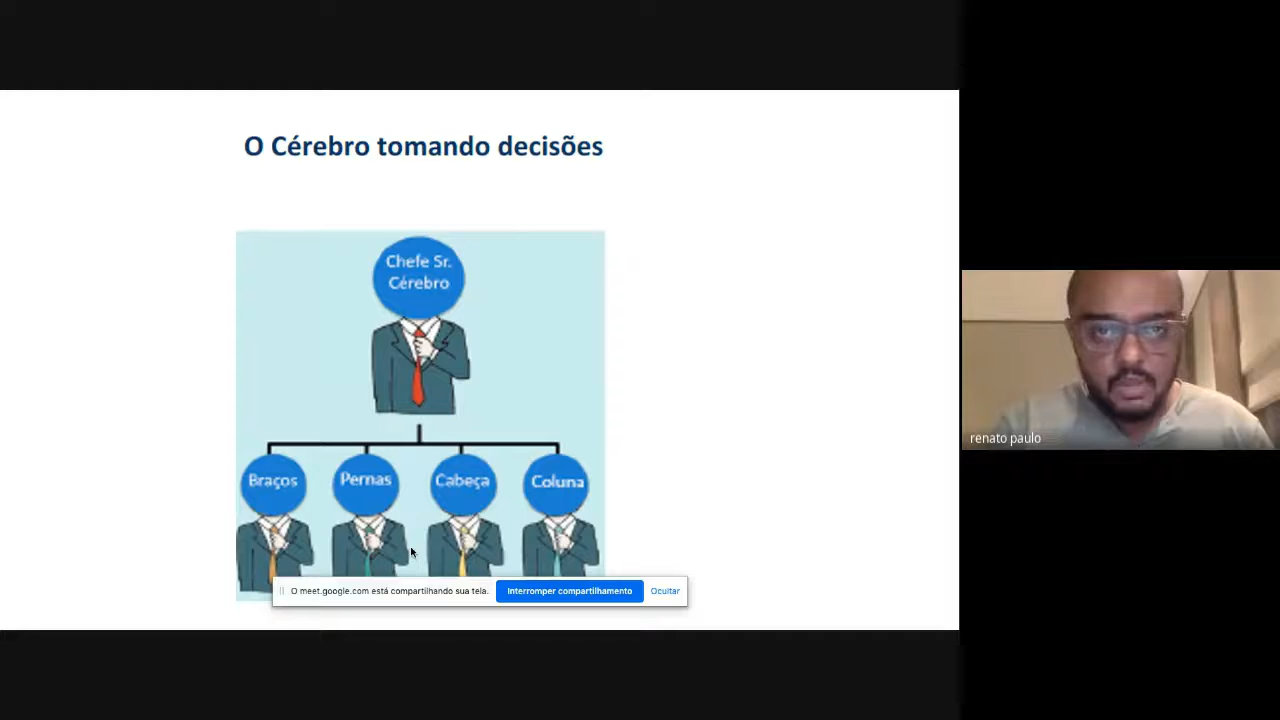 O Cérebro tomando decisões
Chefe Sr.
Cérebro
Braços
Pernas
Cabeça
Coluna
O meet.google.com está compartilhando sua tela.
Interromper compartilhamento
Ocultar
renato paulo